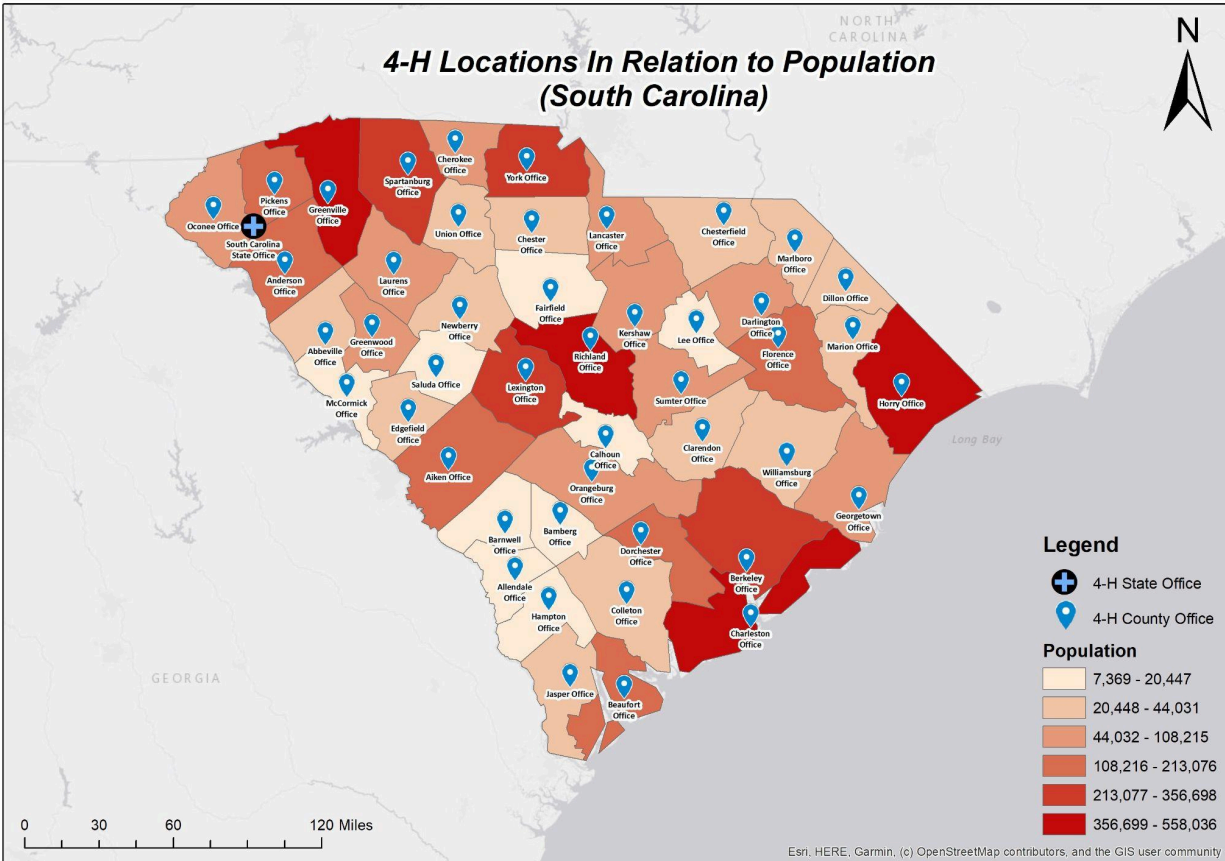 NORTH
CAROLINA
N
4-H Locations In Relation to Population
(South Carolina)
Cherokee
Office
Spartanburg
Office
York Office
Pickens
Office
Greenville
Office
Oconee Office
South Carolina
State Office
Anderson
Office
Union Office
Chester
Office
Lancaster
Office
Chesterfield
Office
Marlboro
Office
Dillon Office
Laurens
Office
Fairfield
Office
Newberry
Office
Kershaw
Office
Lee Office
Darlington
Office
Florence
Office
Marion Office
Abbeville
Office
Greenwood
Office
Saluda Office
Richland
Office
Lexington
Office
Sumter Office
Horry Office
McCormick
Office
Edgefield
Office
Long Bay
Calhoun
Office
Clarendon
Office
Williamsburg
Office
Aiken Office
Orangeburg
Office
Georgetown
Office
Barnwell
Office
Bamberg
Office
Dorchester
Office
Berkeley
Office
Allendale
Office
Hampton
Office
Colleton
Office
Charleston
Office
Jasper Office
Beaufort
Office
GEORGIA
Legend
4-H State Office
4-H County Office
Population
7,369 - 20,447
20,448 - 44,031
44,032 - 108,215
108,216 - 213,076
213,077 - 356,698
356,699 - 558,036
0 30 60 120 Miles
Esri, HERE, Garmin, (c) OpenStreetMap contributors, and the GIS user community